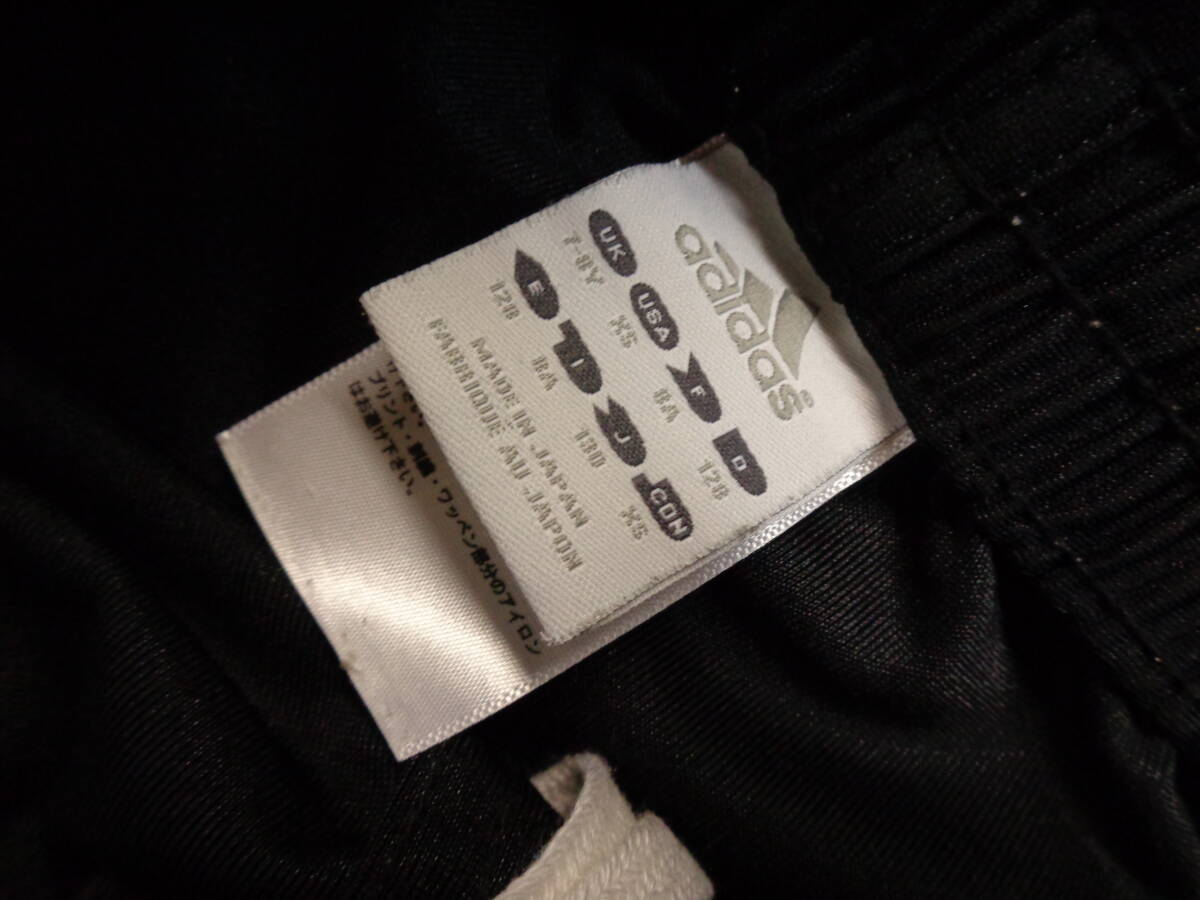 adidas
UK USA F D
7-8Y XS 8A 128
E I J CON
128 8A 130 XS
MADE IN JAPAN
FABRIQUE AU JAPON
プリント・刺繍・ワッペン部分のアイロン
はお避け下さい。